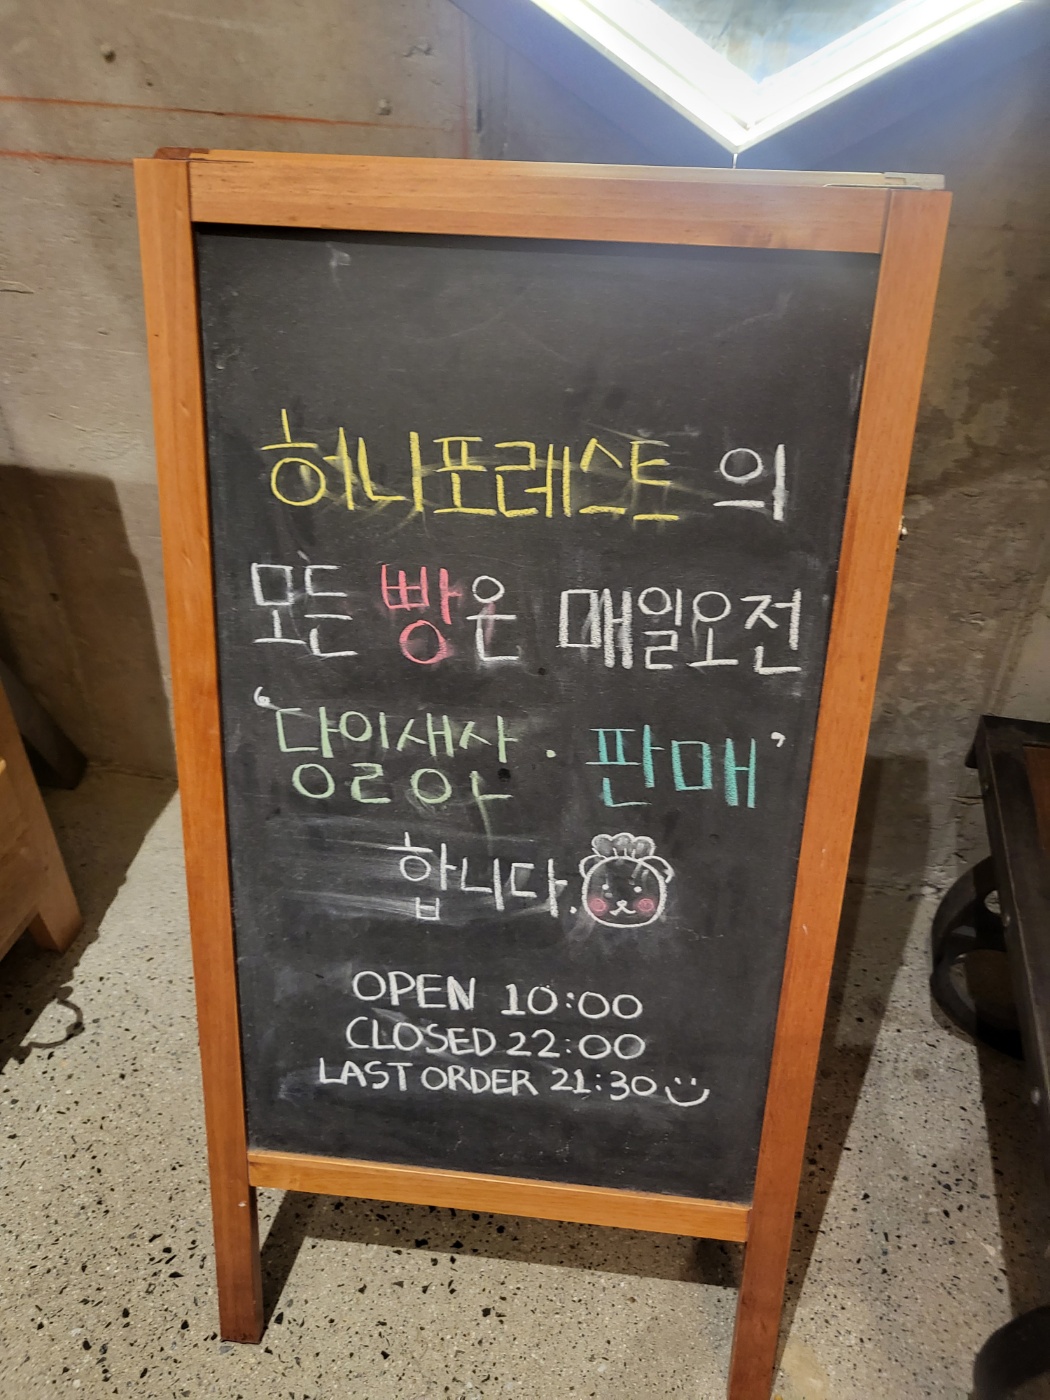 허니포레스트 의
모든 빵은 매일오전
‘당일생산 · 판매’
합니다.
OPEN 10:00
CLOSED 22:00
LAST ORDER 21:30